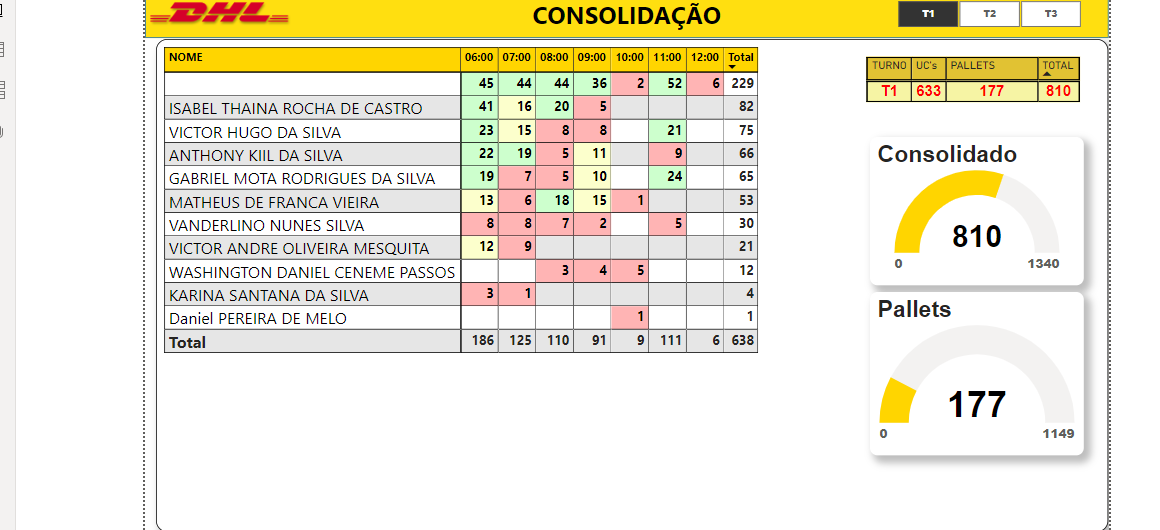 DHL CONSOLIDAÇÃO T1 T2 T3
NOME 06:00 07:00 08:00 09:00 10:00 11:00 12:00 Total
45 44 44 36 2 52 6 229
ISABEL THAINA ROCHA DE CASTRO 41 16 20 5 82
VICTOR HUGO DA SILVA 23 15 8 8 21 75
ANTHONY KIIL DA SILVA 22 19 5 11 9 66
GABRIEL MOTA RODRIGUES DA SILVA 19 7 5 10 24 65
MATHEUS DE FRANCA VIEIRA 13 6 18 15 1 53
VANDERLINO NUNES SILVA 8 8 7 2 5 30
VICTOR ANDRE OLIVEIRA MESQUITA 12 9 21
WASHINGTON DANIEL CENEME PASSOS 3 4 5 12
KARINA SANTANA DA SILVA 3 1 4
Daniel PEREIRA DE MELO 1 1
Total 186 125 110 91 9 111 6 638
TURNO UC's PALLETS TOTAL
T1 633 177 810
Consolidado
810
0 1340
Pallets
177
0 1149